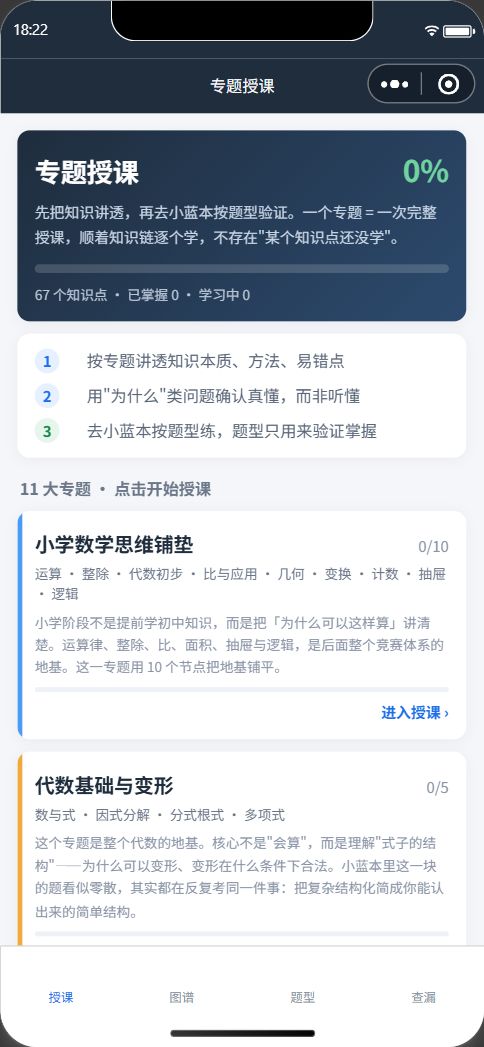 18:22
专题授课
专题授课
0%
先把知识讲透，再去小蓝本按题型验证。一个专题 = 一次完整
授课，顺着知识链逐个学，不存在"某个知识点还没学"。
67 个知识点 · 已掌握 0 · 学习中 0
1 按专题讲透知识本质、方法、易错点
2 用"为什么"类问题确认真懂，而非听懂
3 去小蓝本按题型练，题型只用来验证掌握
11 大专题 · 点击开始授课
小学数学思维铺垫 0/10
运算 · 整除 · 代数初步 · 比与应用 · 几何 · 变换 · 计数 · 抽屉
· 逻辑
小学阶段不是提前学初中知识，而是把「为什么可以这样算」讲清
楚。运算律、整除、比、面积、抽屉与逻辑，是后面整个竞赛体系的
地基。这一专题用 10 个节点把地基铺平。
进入授课 ›
代数基础与变形 0/5
数与式 · 因式分解 · 分式根式 · 多项式
这个专题是整个代数的地基。核心不是"会算"，而是理解"式子的结
构"——为什么可以变形、变形在什么条件下合法。小蓝本里这一块
的题看似零散，其实都在反复考同一件事：把复杂结构化简成你能认
出来的简单结构。
授课 图谱 题型 查漏